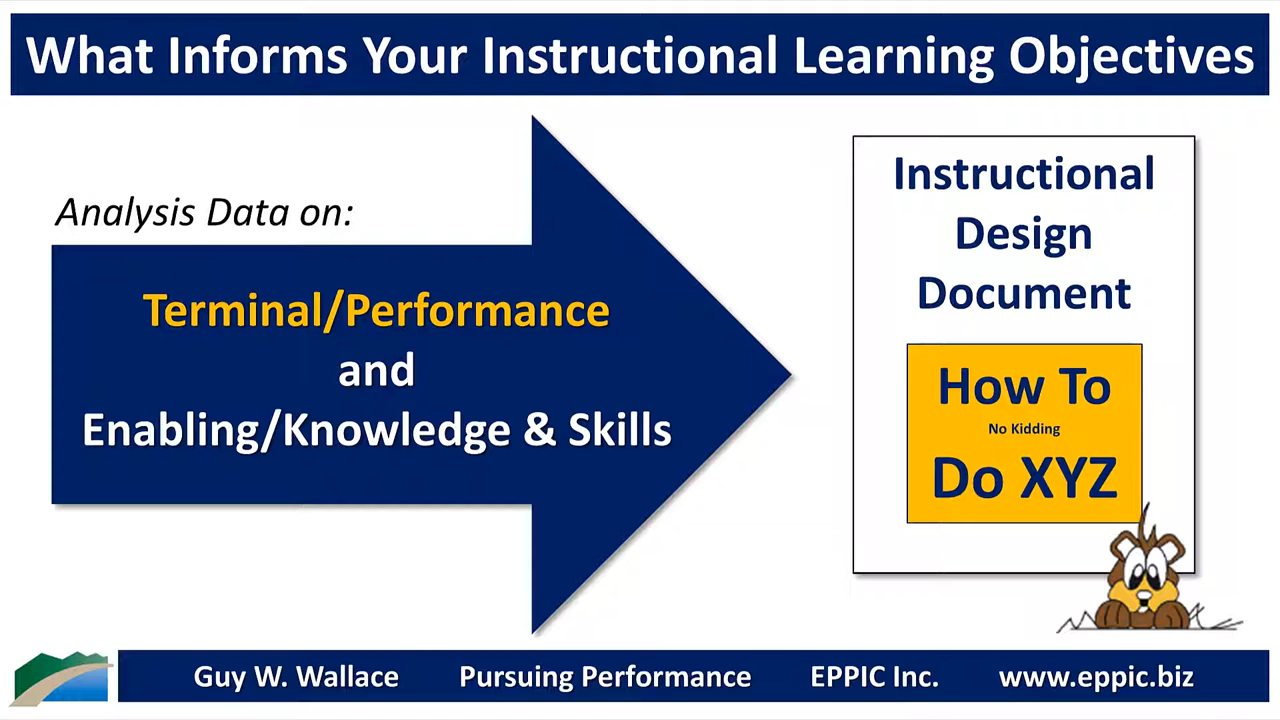 What Informs Your Instructional Learning Objectives
Analysis Data on:
Terminal/Performance
and
Enabling/Knowledge & Skills
Instructional
Design
Document
How To
No Kidding
Do XYZ
Guy W. Wallace Pursuing Performance EPPIC Inc. www.eppic.biz